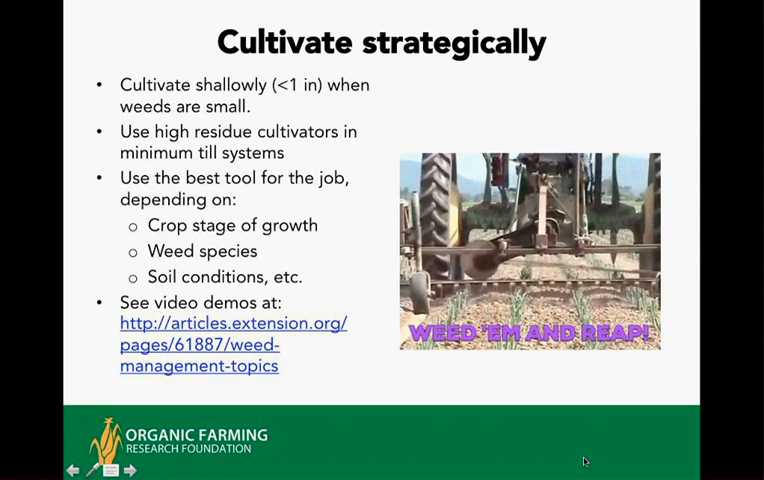 Cultivate strategically
• Cultivate shallowly (<1 in) when
weeds are small.
• Use high residue cultivators in
minimum till systems
• Use the best tool for the job,
depending on:
o Crop stage of growth
o Weed species
o Soil conditions, etc.
• See video demos at:
http://articles.extension.org/
pages/61887/weed-
management-topics
WEED 'EM AND REAP!
ORGANIC FARMING
RESEARCH FOUNDATION